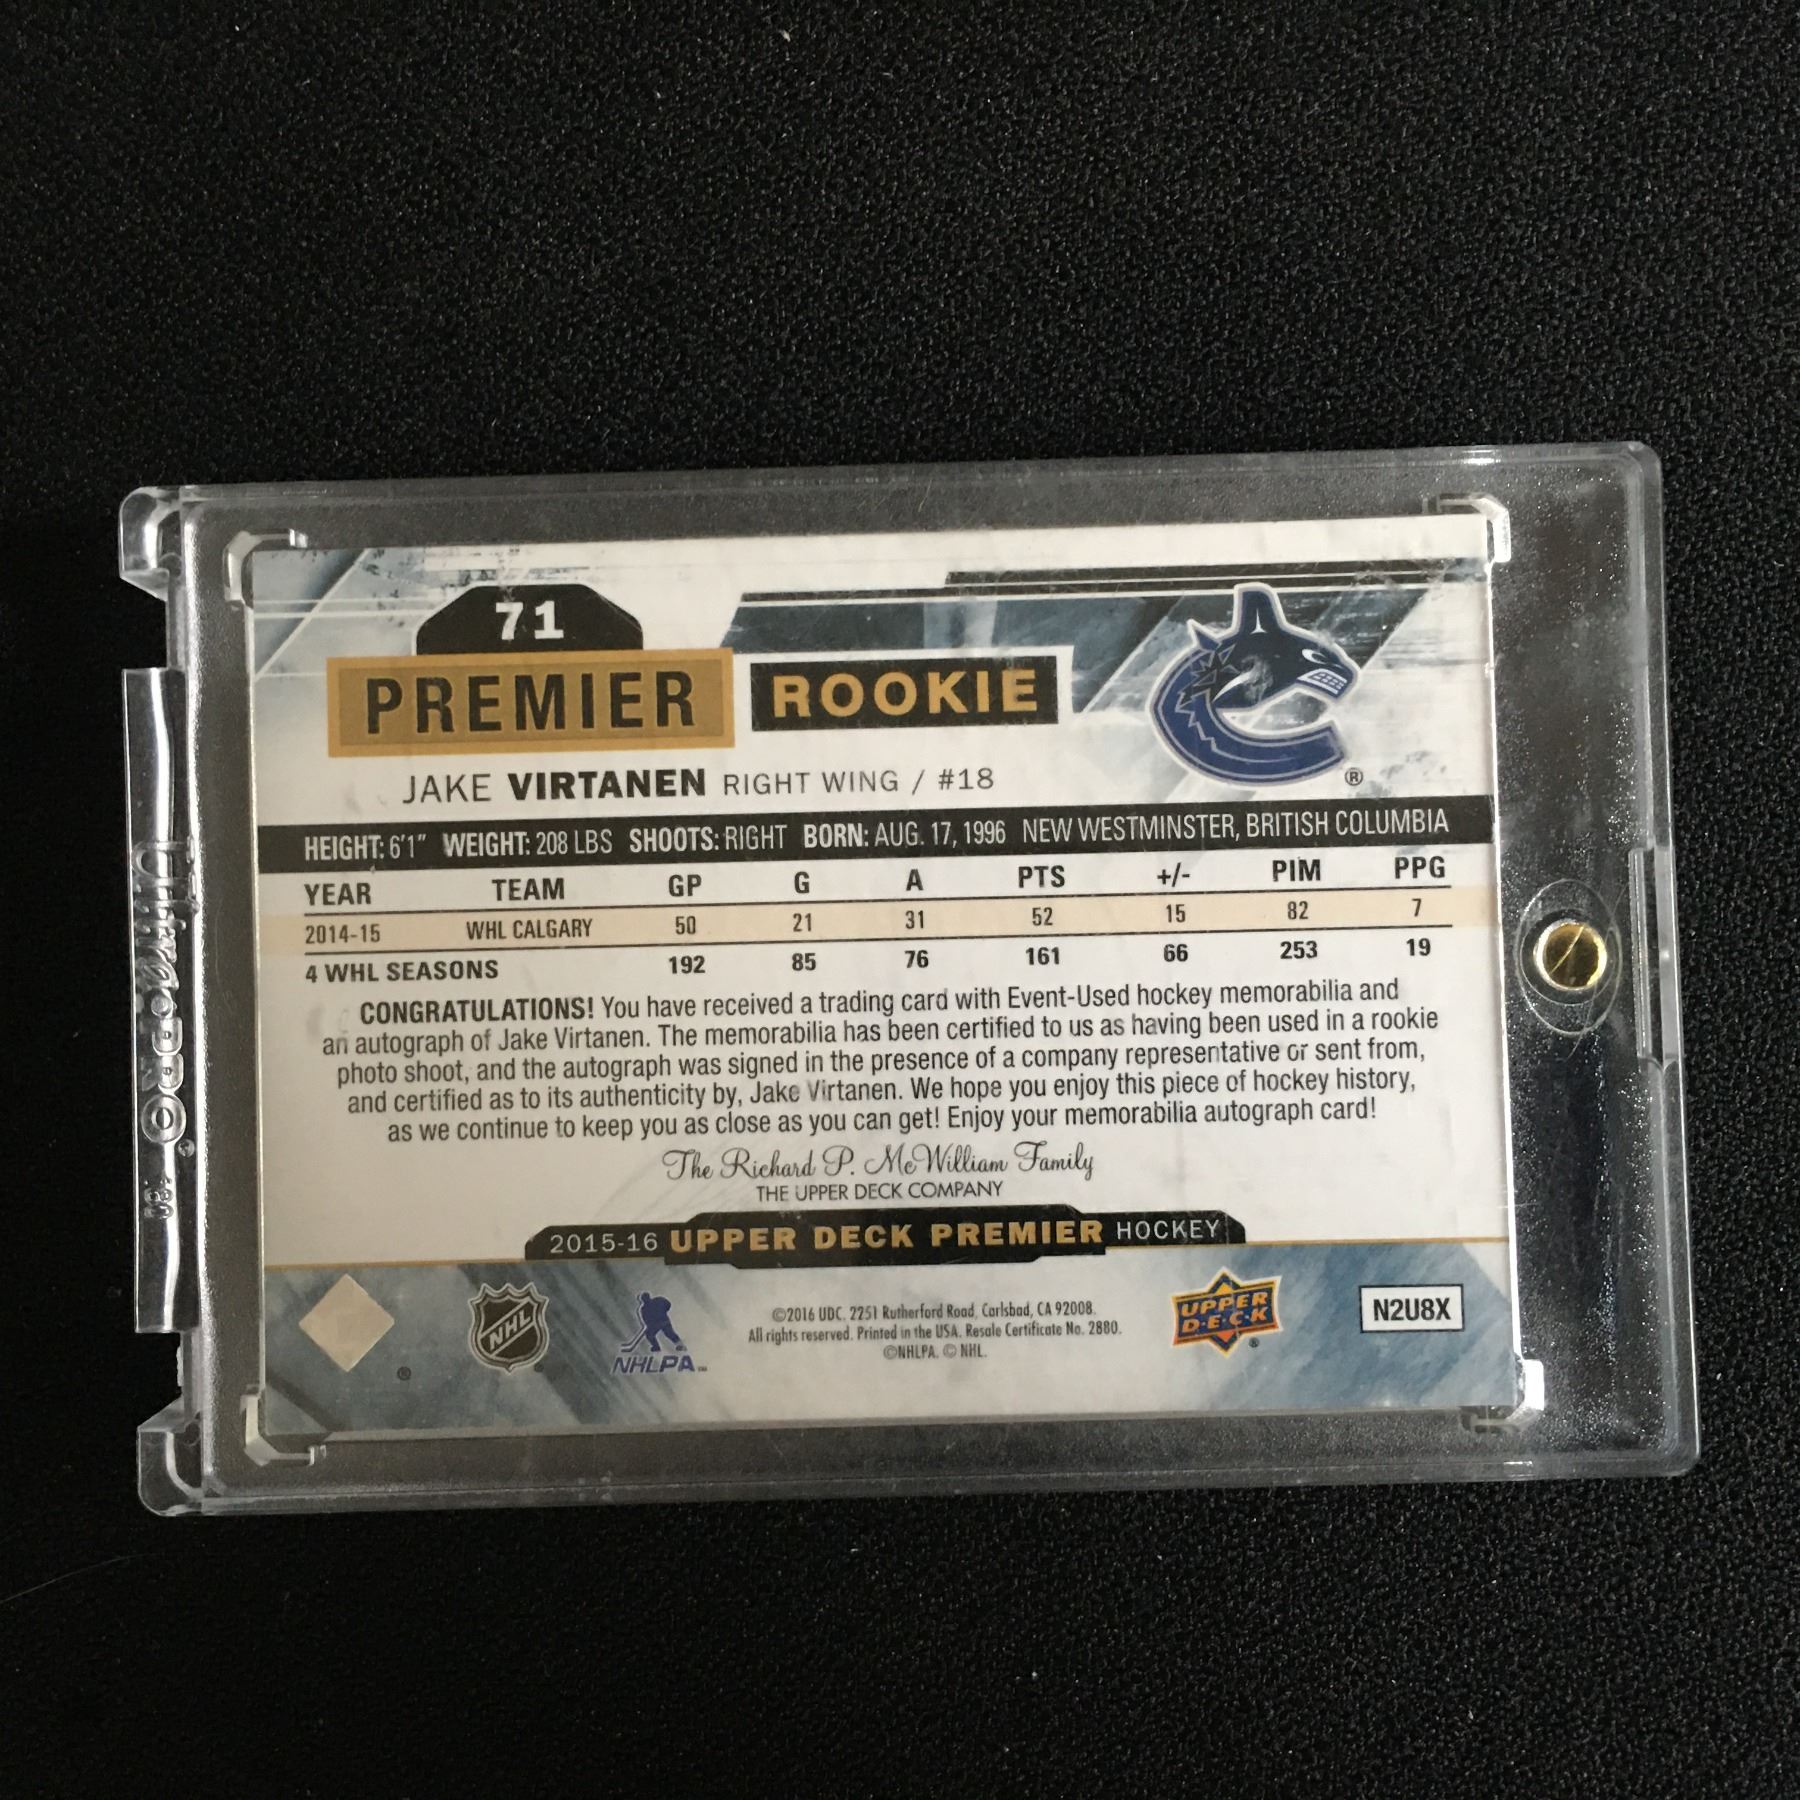 71
PREMIER ROOKIE
JAKE VIRTANEN RIGHT WING / #18
®
HEIGHT: 6'1" WEIGHT: 208 LBS SHOOTS: RIGHT BORN: AUG. 17, 1996 NEW WESTMINSTER, BRITISH COLUMBIA
YEAR TEAM GP G A PTS +/- PIM PPG
2014-15 WHL CALGARY 50 21 31 52 15 82 7
4 WHL SEASONS 192 85 76 161 66 253 19
CONGRATULATIONS! You have received a trading card with Event-Used hockey memorabilia and
an autograph of Jake Virtanen. The memorabilia has been certified to us as having been used in a rookie
photo shoot, and the autograph was signed in the presence of a company representative or sent from,
and certified as to its authenticity by, Jake Virtanen. We hope you enjoy this piece of hockey history,
as we continue to keep you as close as you can get! Enjoy your memorabilia autograph card!
The Richard P. McWilliam Family
THE UPPER DECK COMPANY
2015-16 UPPER DECK PREMIER HOCKEY
®
NHL
NHLPA™
©2016 UDC. 2251 Rutherford Road, Carlsbad, CA 92008.
All rights reserved. Printed in the USA. Resale Certificate No. 2880.
©NHLPA. © NHL.
UPPER
D·E·C·K
®
N2U8X
Ultra·PRO®